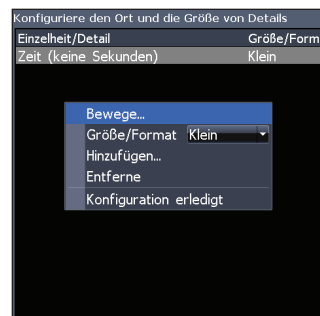 Konfiguriere den Ort und die Größe von Details
Einzelheit/Detail Größe/Form
Zeit (keine Sekunden) Klein
Bewege...
Größe/Format Klein
Hinzufügen...
Entferne
Konfiguration erledigt